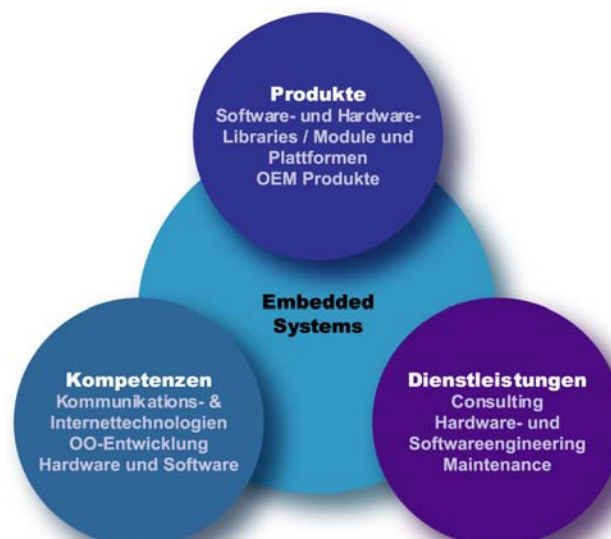 Produkte
Software- und Hardware-
Libraries / Module und
Plattformen
OEM Produkte
Embedded
Systems
Kompetenzen
Kommunikations- &
Internettechnologien
OO-Entwicklung
Hardware und Software
Dienstleistungen
Consulting
Hardware- und
Softwareengineering
Maintenance